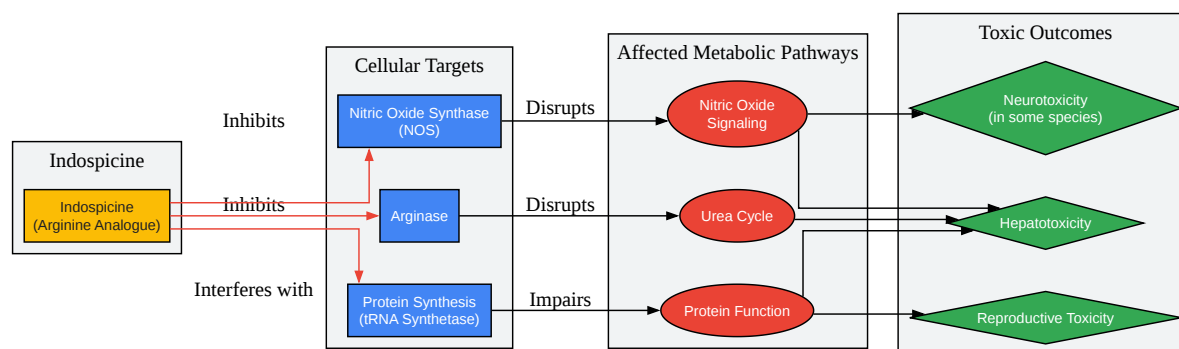 Indospicine
Indospicine
(Arginine Analogue)
Inhibits
Inhibits
Interferes with
Cellular Targets
Nitric Oxide Synthase
(NOS)
Arginase
Protein Synthesis
(tRNA Synthetase)
Disrupts
Disrupts
Impairs
Affected Metabolic Pathways
Nitric Oxide
Signaling
Urea Cycle
Protein Function
Toxic Outcomes
Neurotoxicity
(in some species)
Hepatotoxicity
Reproductive Toxicity